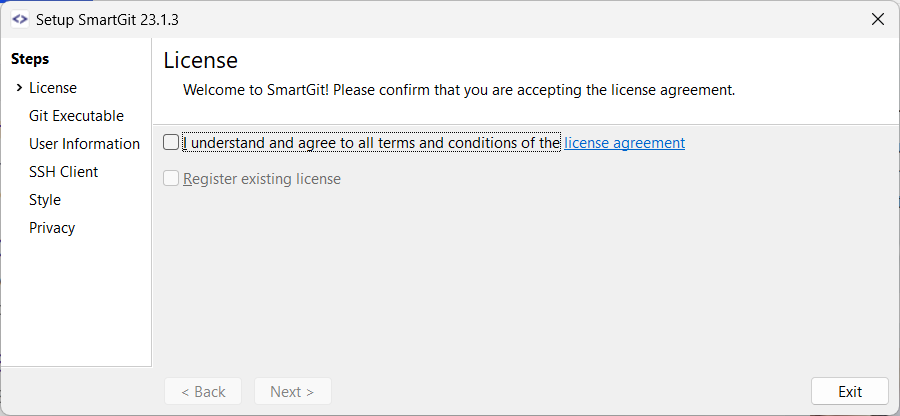 Setup SmartGit 23.1.3
Steps
License
Git Executable
User Information
SSH Client
Style
Privacy
License
Welcome to SmartGit! Please confirm that you are accepting the license agreement.
I understand and agree to all terms and conditions of the license agreement
Register existing license
< Back
Next >
Exit